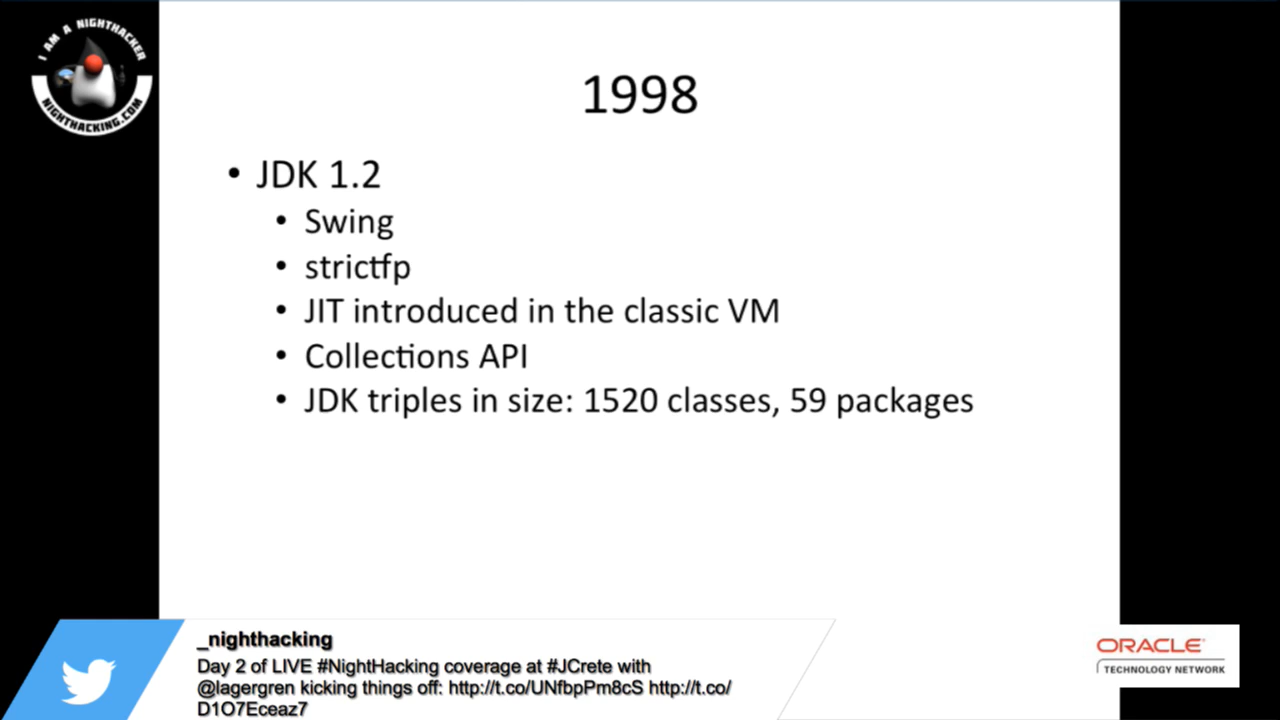 I AM A NIGHTHACKER
NIGHTHACKING.COM
1998
• JDK 1.2
• Swing
• strictfp
• JIT introduced in the classic VM
• Collections API
• JDK triples in size: 1520 classes, 59 packages
_nighthacking
Day 2 of LIVE #NightHacking coverage at #JCrete with
@lagergren kicking things off: http://t.co/UNfbpPm8cS http://t.co/
D1O7Eceaz7
ORACLE
TECHNOLOGY NETWORK